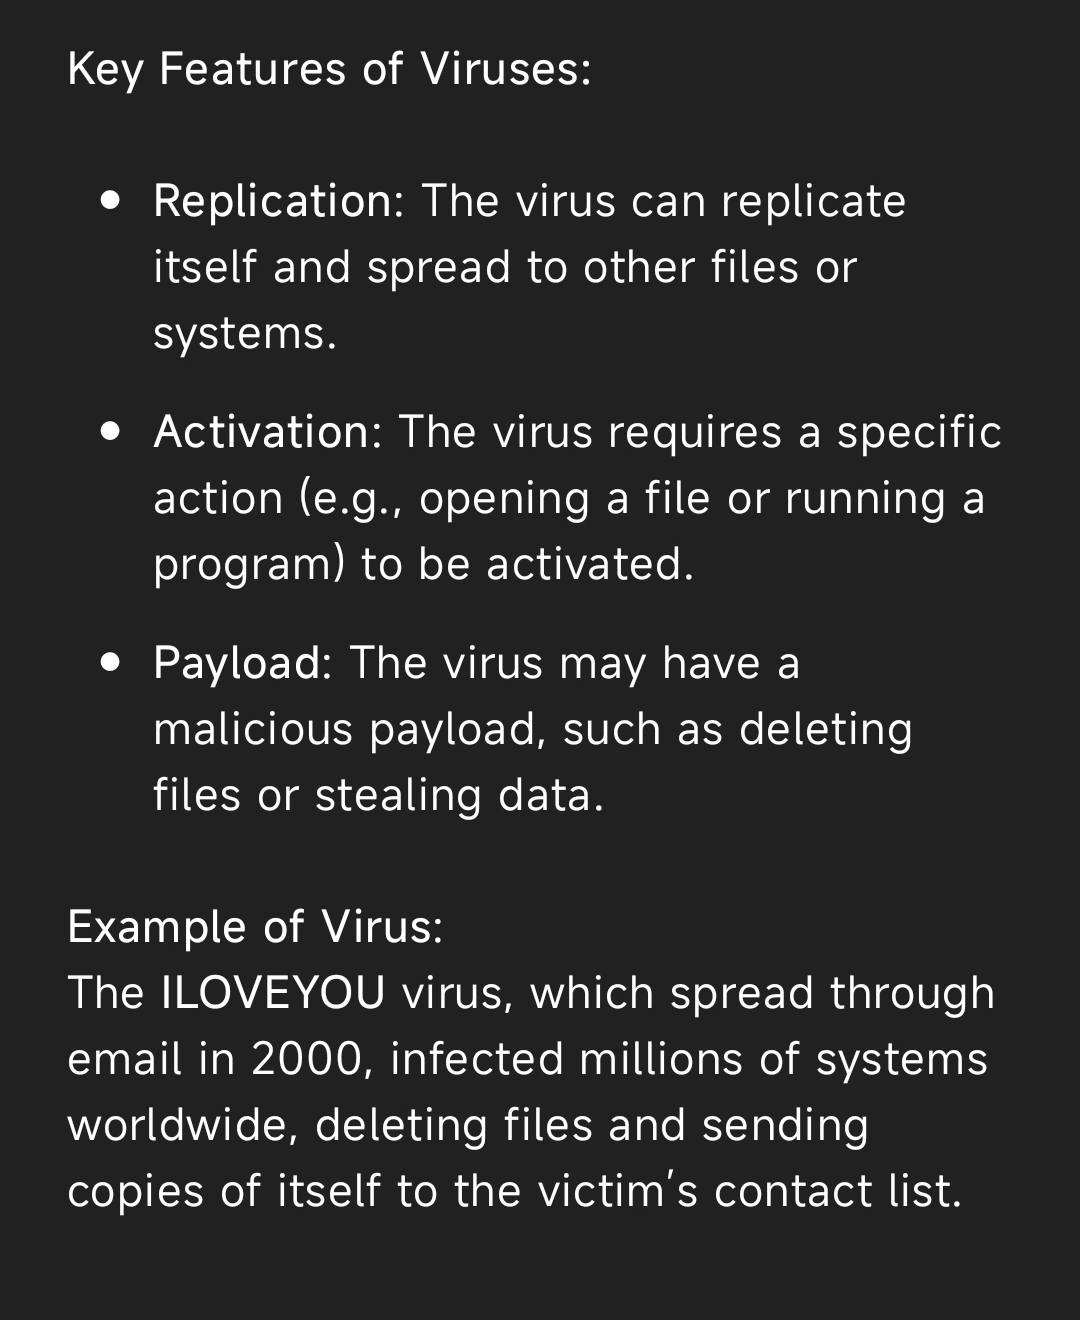 Key Features of Viruses:
• Replication: The virus can replicate
itself and spread to other files or
systems.
• Activation: The virus requires a specific
action (e.g., opening a file or running a
program) to be activated.
• Payload: The virus may have a
malicious payload, such as deleting
files or stealing data.
Example of Virus:
The ILOVEYOU virus, which spread through
email in 2000, infected millions of systems
worldwide, deleting files and sending
copies of itself to the victim's contact list.